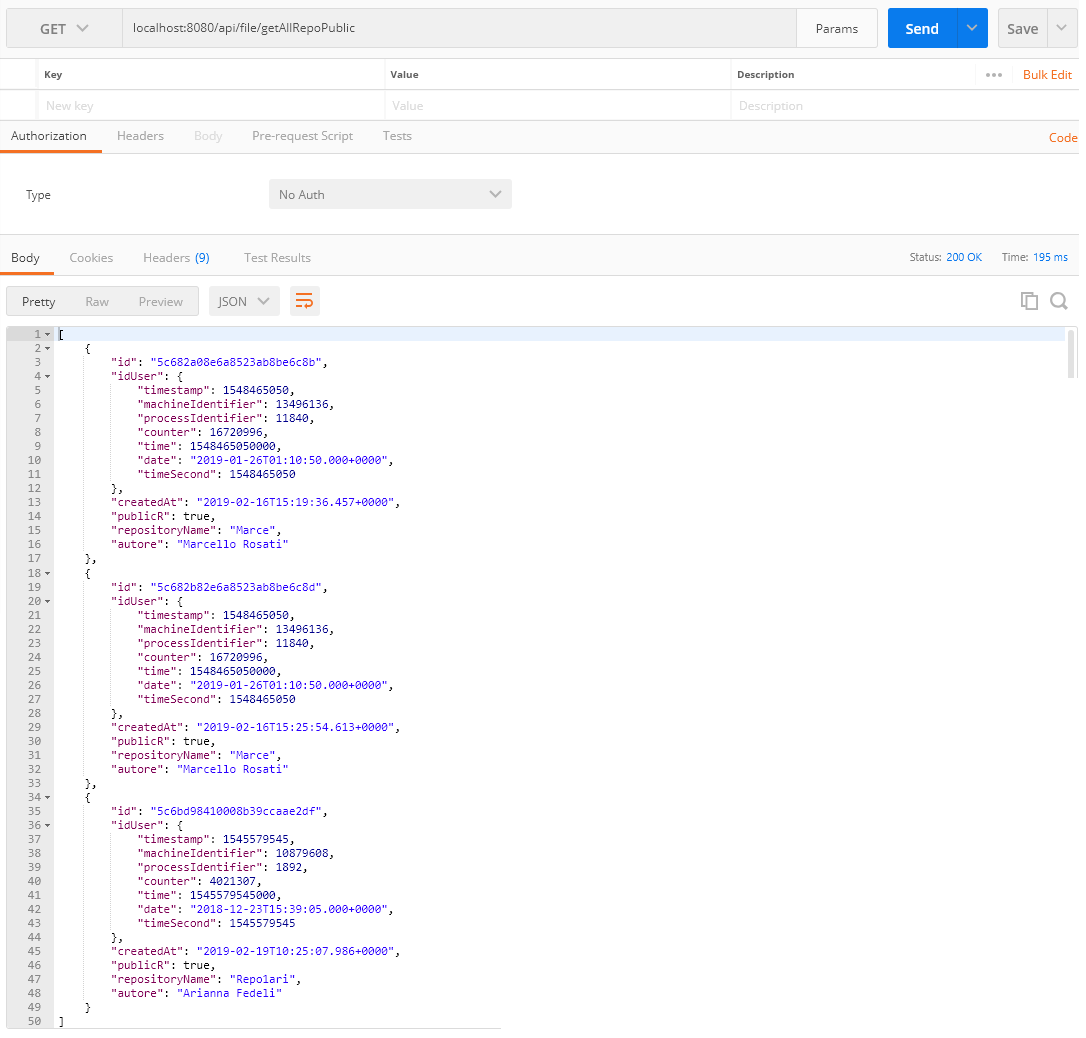 GET localhost:8080/api/file/getAllRepoPublic Params Send Save
Key Value Description Bulk Edit
New key Value Description
Authorization Headers Body Pre-request Script Tests Code
Type No Auth
Body Cookies Headers (9) Test Results Status: 200 OK Time: 195 ms
Pretty Raw Preview JSON
1 [
2 {
3 "id": "5c682a08e6a8523ab8be6c8b",
4 "idUser": {
5 "timestamp": 1548465050,
6 "machineIdentifier": 13496136,
7 "processIdentifier": 11840,
8 "counter": 16720996,
9 "time": 1548465050000,
10 "date": "2019-01-26T01:10:50.000+0000",
11 "timeSecond": 1548465050
12 },
13 "createdAt": "2019-02-16T15:19:36.457+0000",
14 "publicR": true,
15 "repositoryName": "Marce",
16 "autore": "Marcello Rosati"
17 },
18 {
19 "id": "5c682b82e6a8523ab8be6c8d",
20 "idUser": {
21 "timestamp": 1548465050,
22 "machineIdentifier": 13496136,
23 "processIdentifier": 11840,
24 "counter": 16720996,
25 "time": 1548465050000,
26 "date": "2019-01-26T01:10:50.000+0000",
27 "timeSecond": 1548465050
28 },
29 "createdAt": "2019-02-16T15:25:54.613+0000",
30 "publicR": true,
31 "repositoryName": "Marce",
32 "autore": "Marcello Rosati"
33 },
34 {
35 "id": "5c6bd98410008b39ccaae2df",
36 "idUser": {
37 "timestamp": 1545579545,
38 "machineIdentifier": 10879608,
39 "processIdentifier": 1892,
40 "counter": 4021307,
41 "time": 1545579545000,
42 "date": "2018-12-23T15:39:05.000+0000",
43 "timeSecond": 1545579545
44 },
45 "createdAt": "2019-02-19T10:25:07.986+0000",
46 "publicR": true,
47 "repositoryName": "Repo1ari",
48 "autore": "Arianna Fedeli"
49 }
50 ]